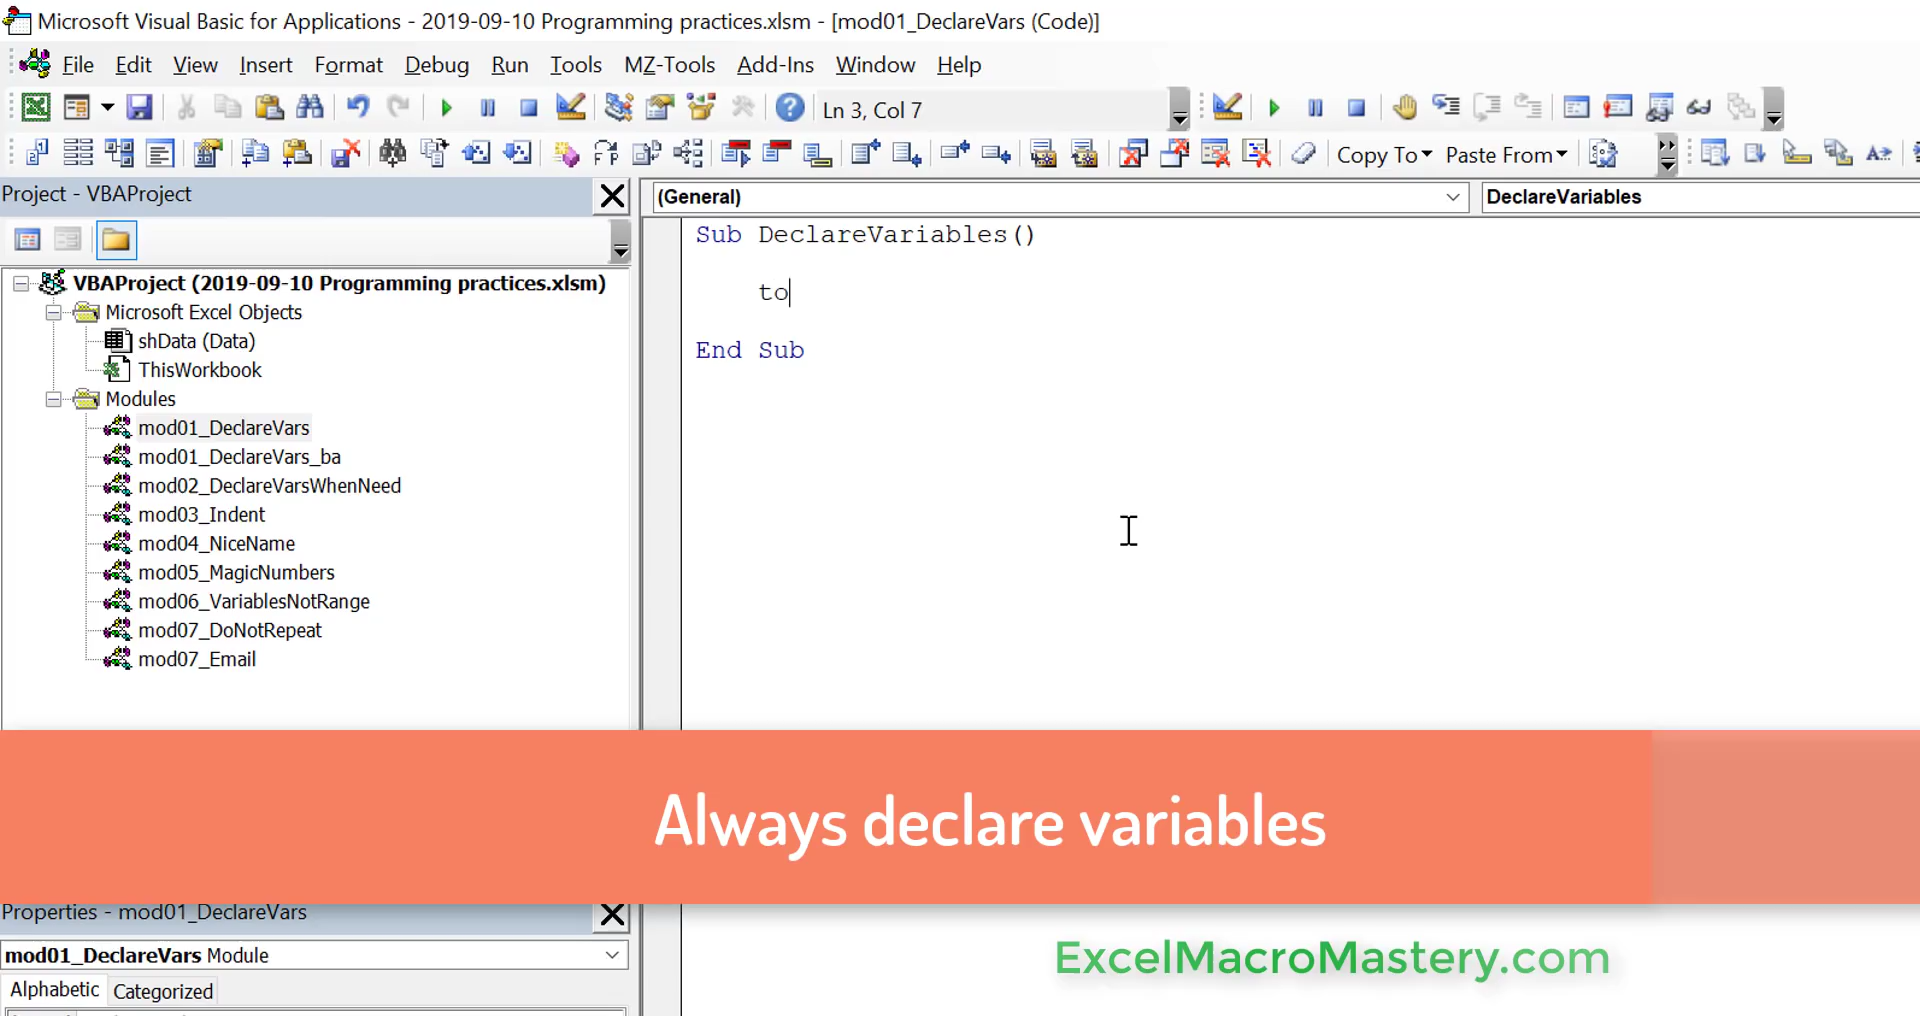 Microsoft Visual Basic for Applications - 2019-09-10 Programming practices.xlsm - [mod01_DeclareVars (Code)]
File Edit View Insert Format Debug Run Tools MZ-Tools Add-Ins Window Help
Ln 3, Col 7
Copy To Paste From
Project - VBAProject
(General) DeclareVariables
VBAProject (2019-09-10 Programming practices.xlsm)
Microsoft Excel Objects
shData (Data)
ThisWorkbook
Modules
mod01_DeclareVars
mod01_DeclareVars_ba
mod02_DeclareVarsWhenNeed
mod03_Indent
mod04_NiceName
mod05_MagicNumbers
mod06_VariablesNotRange
mod07_DoNotRepeat
mod07_Email
Sub DeclareVariables()
to
End Sub
Always declare variables
Properties - mod01_DeclareVars
mod01_DeclareVars Module
Alphabetic Categorized
ExcelMacroMastery.com